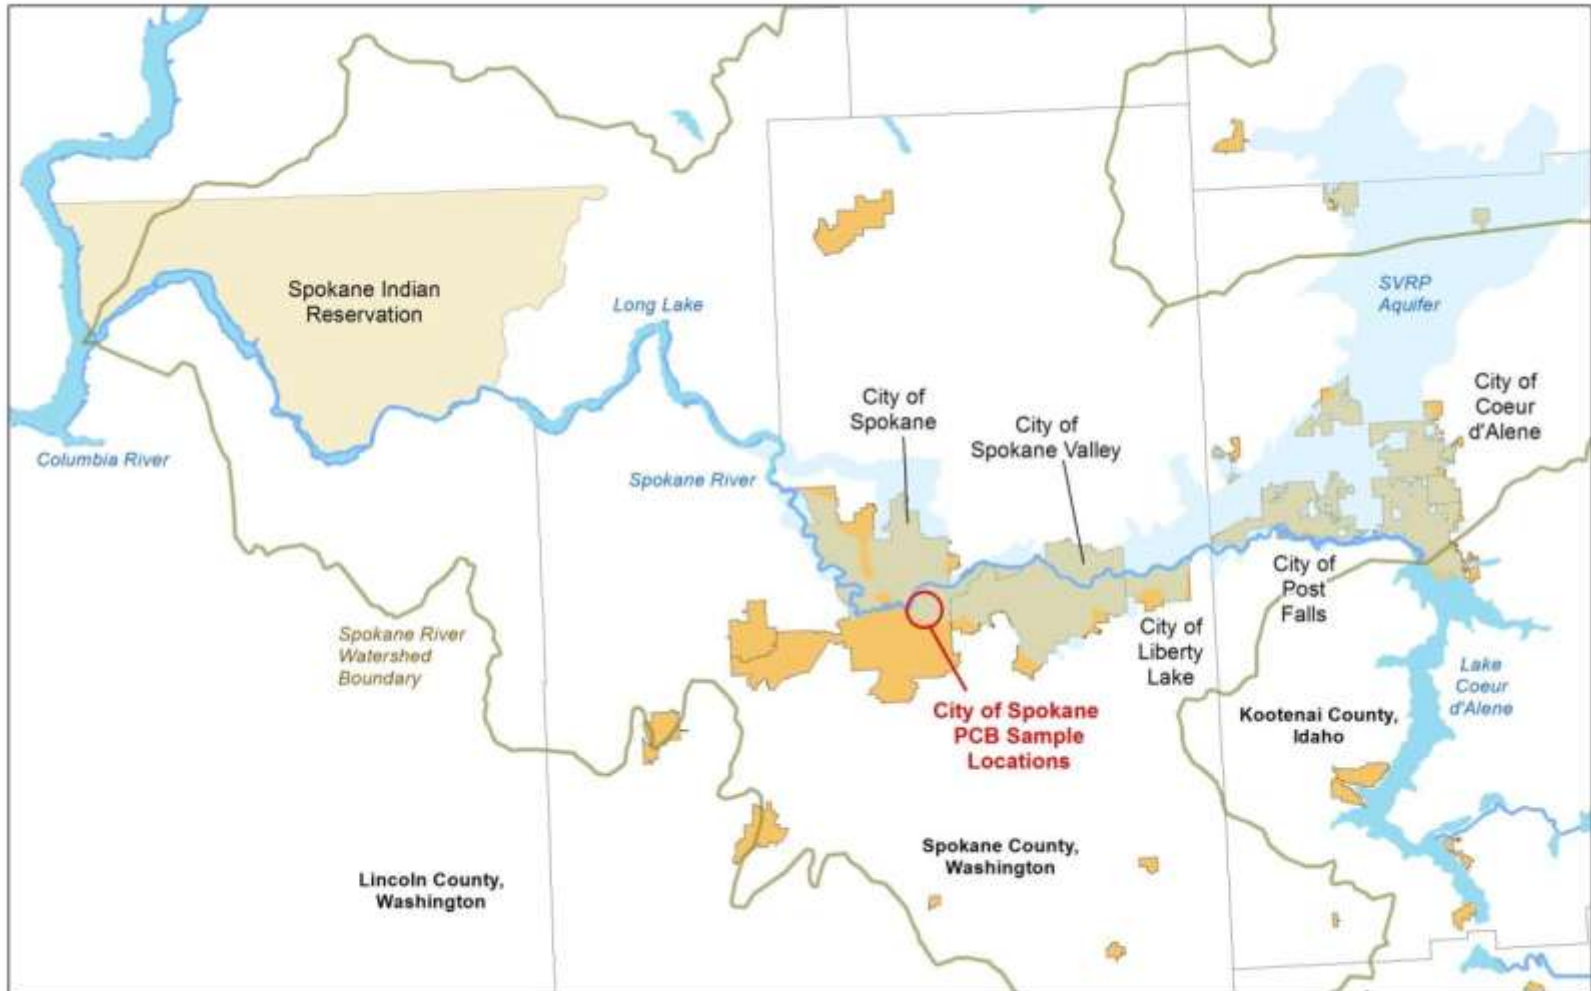 Spokane Indian
Reservation
Long Lake
SVRP
Aquifer
City of
Spokane
City of
Spokane Valley
City of
Coeur
d'Alene
Columbia River
Spokane River
City of
Post
Falls
Spokane River
Watershed
Boundary
City of
Liberty
Lake
Lake
Coeur
d'Alene
City of Spokane
PCB Sample
Locations
Kootenai County,
Idaho
Spokane County,
Washington
Lincoln County,
Washington